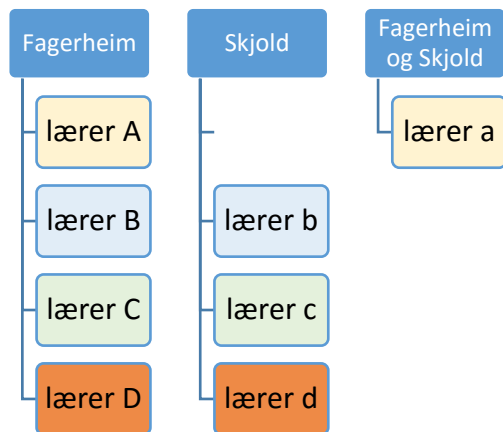 Fagerheim
lærer A
lærer B
lærer C
lærer D
Skjold
lærer b
lærer c
lærer d
Fagerheim
og Skjold
lærer a